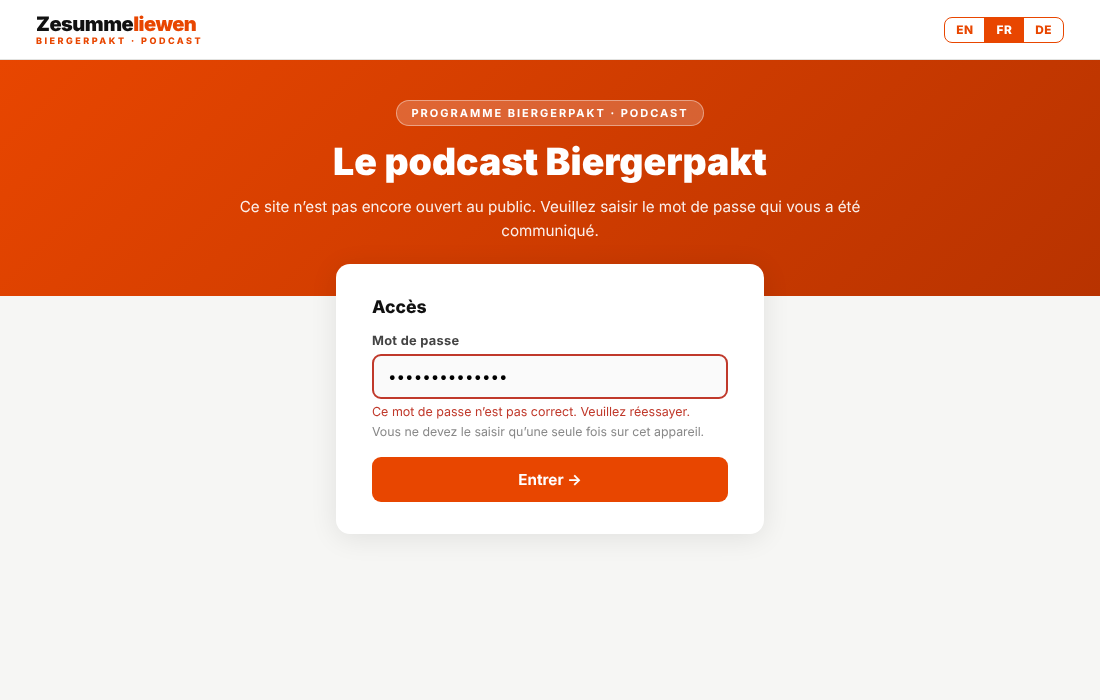 Zesummeliewen
BIERGERPAKT · PODCAST
EN FR DE
PROGRAMME BIERGERPAKT · PODCAST
Le podcast Biergerpakt
Ce site n’est pas encore ouvert au public. Veuillez saisir le mot de passe qui vous a été
communiqué.
Accès
Mot de passe
••••••••••••••
Ce mot de passe n’est pas correct. Veuillez réessayer.
Vous ne devez le saisir qu’une seule fois sur cet appareil.
Entrer →